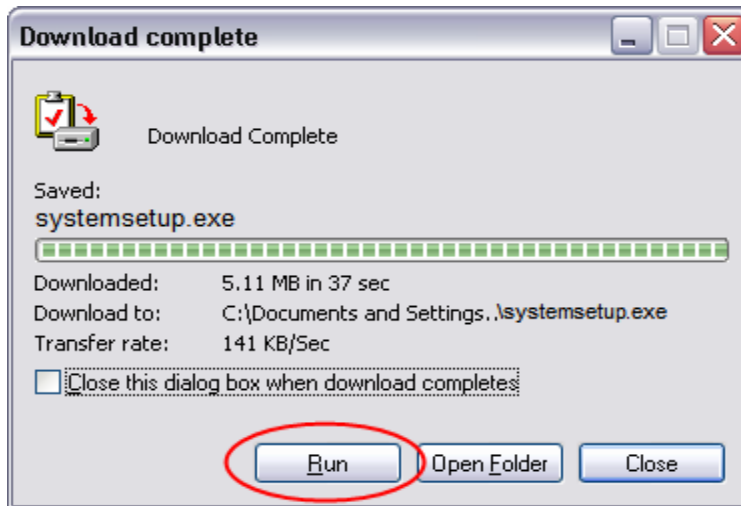 Download complete
Download Complete
Saved:
systemsetup.exe
Downloaded: 5.11 MB in 37 sec
Download to: C:\Documents and Settings..\systemsetup.exe
Transfer rate: 141 KB/Sec
Close this dialog box when download completes
Run Open Folder Close